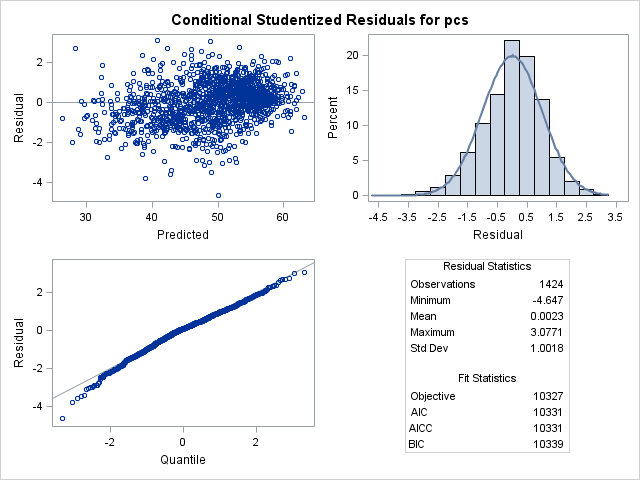 Conditional Studentized Residuals for pcs
Residual
2
0
-2
-4
30 40 50 60
Predicted
Percent
20
15
10
5
0
-4.5 -3.5 -2.5 -1.5 -0.5 0.5 1.5 2.5 3.5
Residual
Residual
2
0
-2
-4
-2 0 2
Quantile
Residual Statistics
Observations 1424
Minimum -4.647
Mean 0.0023
Maximum 3.0771
Std Dev 1.0018
Fit Statistics
Objective 10327
AIC 10331
AICC 10331
BIC 10339